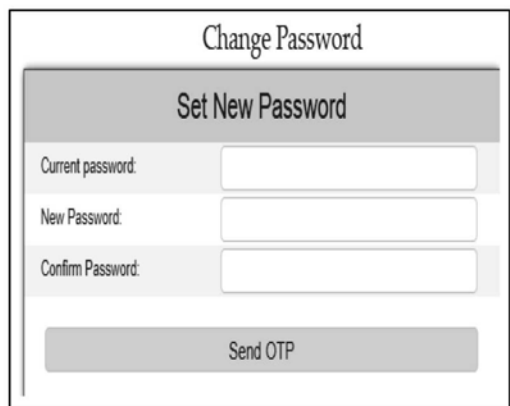 Change Password
Set New Password
Current password:
New Password:
Confirm Password:
Send OTP